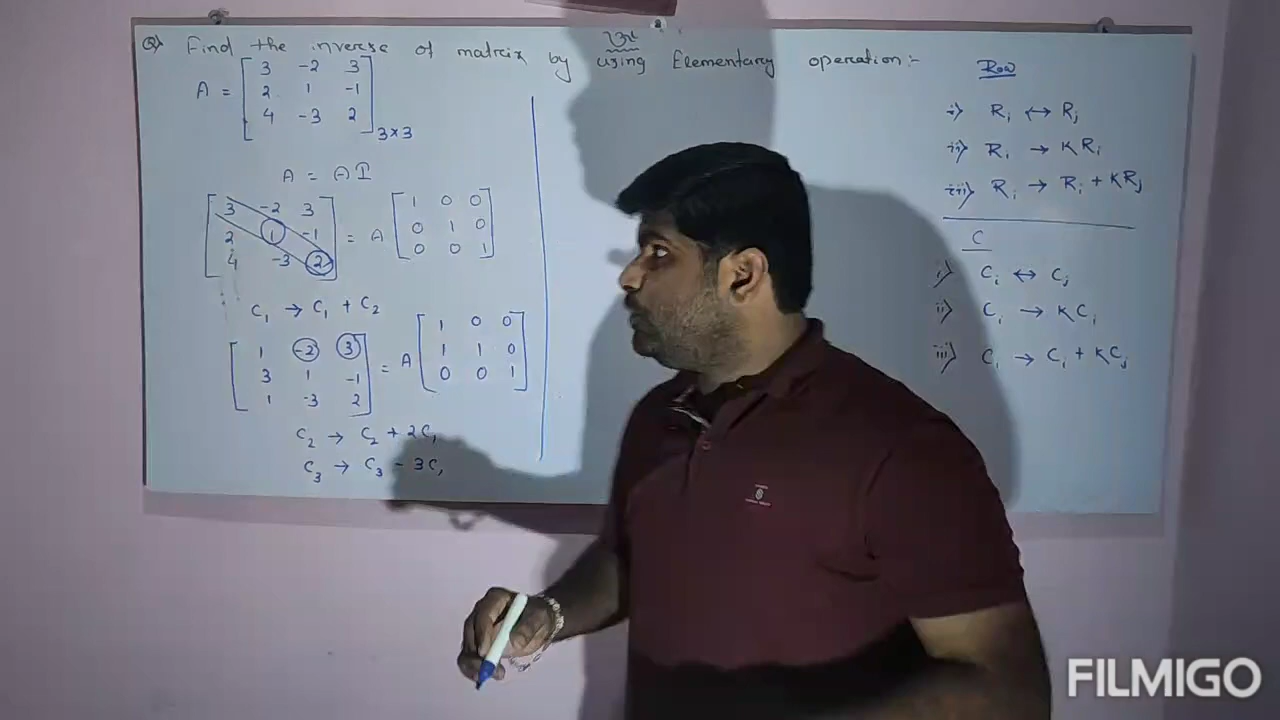 Q) Find the inverse of matrix by using Elementary operation :-
A = [ 3 -2 3
2 1 -1
4 -3 2 ] 3×3
A = A I
[ 3 -2 3
2 1 -1
4 -3 2 ] = A [ 1 0 0
0 1 0
0 0 1 ]
C₁ → C₁ + C₂
[ 1 -2 3
3 1 -1
1 -3 2 ] = A [ 1 0 0
1 1 0
0 0 1 ]
C₂ → C₂ + 2C₁
C₃ → C₃ - 3C₁
Row
i) Rᵢ ↔ Rⱼ
ii) Rᵢ → KRᵢ
iii) Rᵢ → Rᵢ + KRⱼ
C
i) Cᵢ ↔ Cⱼ
ii) Cᵢ → KCᵢ
iii) Cᵢ → Cᵢ + KCⱼ
FILMIGO